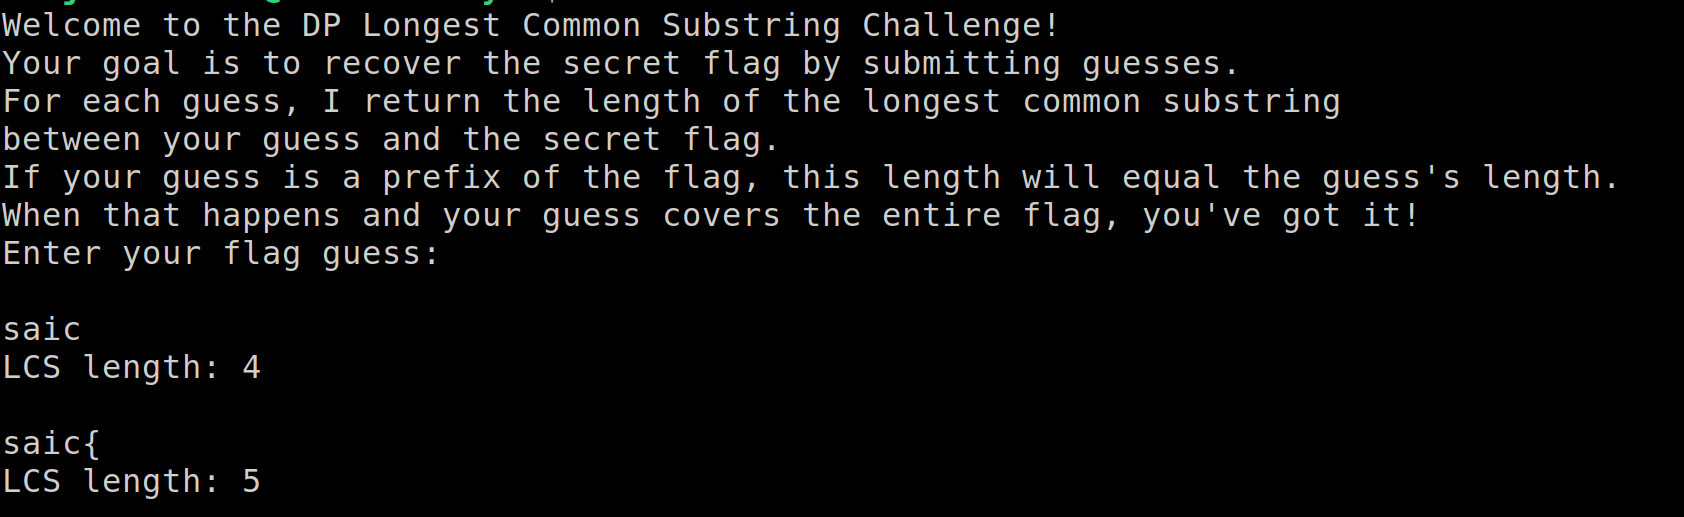 Welcome to the DP Longest Common Substring Challenge!
Your goal is to recover the secret flag by submitting guesses.
For each guess, I return the length of the longest common substring
between your guess and the secret flag.
If your guess is a prefix of the flag, this length will equal the guess's length.
When that happens and your guess covers the entire flag, you've got it!
Enter your flag guess:
saic
LCS length: 4
saic{
LCS length: 5